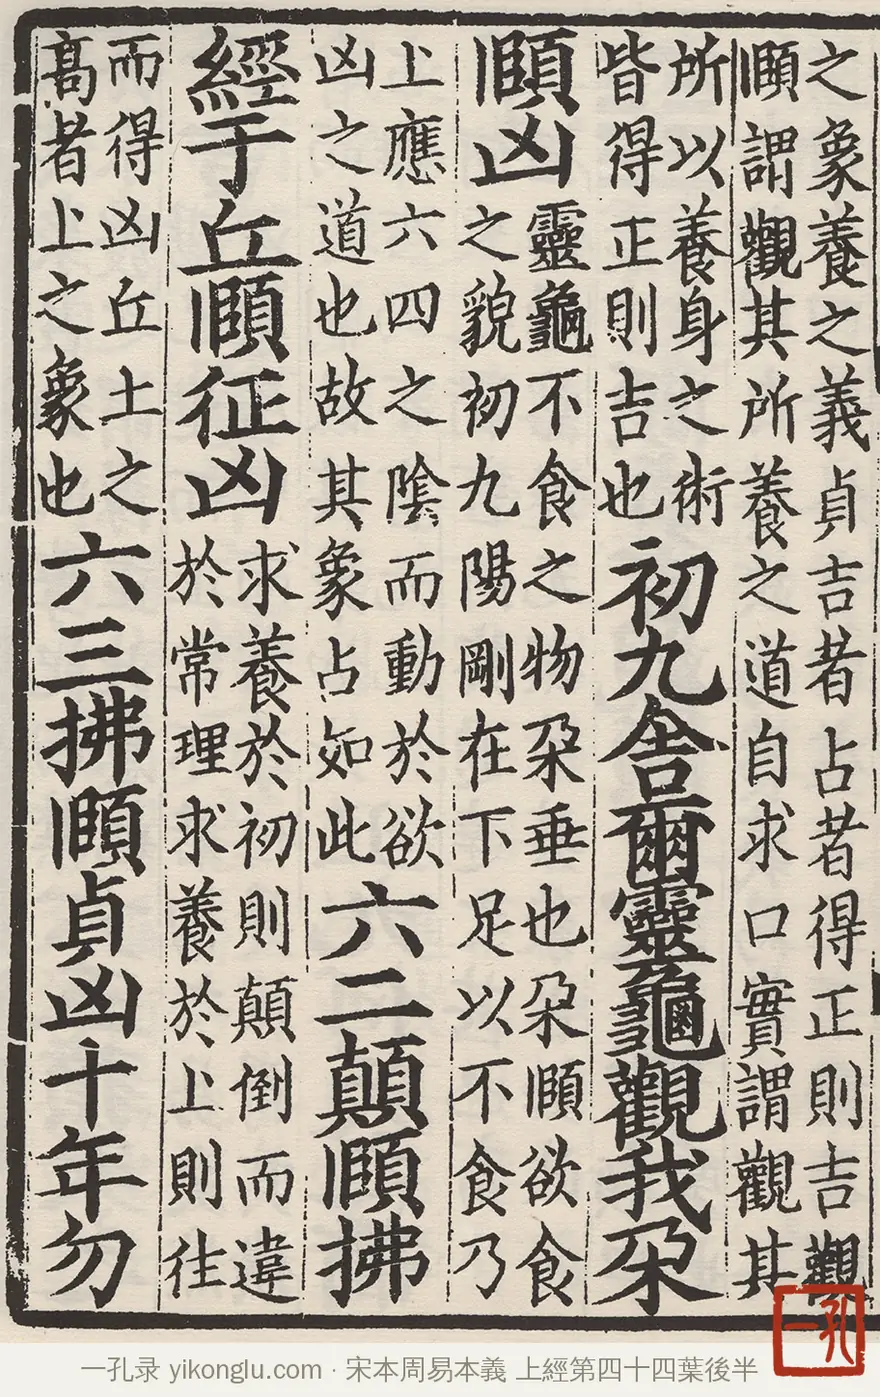 之象養之義貞吉者占者得正則吉觀
頤謂觀其所養之道自求口實謂觀其
所以養身之術
皆得正則吉也
初九舍爾靈龜觀我朵
頤凶
靈龜不食之物朵垂也朵頤欲食
之貌初九陽剛在下足以不食乃
上應六四之陰而動於欲
凶之道也故其象占如此
六二顛頤拂
經于丘頤征凶
求養於初則顛倒而違
於常理求養於上則往
而得凶丘土之
髙者上之象也
六三拂頤貞凶十年勿
一孔
一孔录 yikonglu.com · 宋本周易本義 上經第四十四葉後半